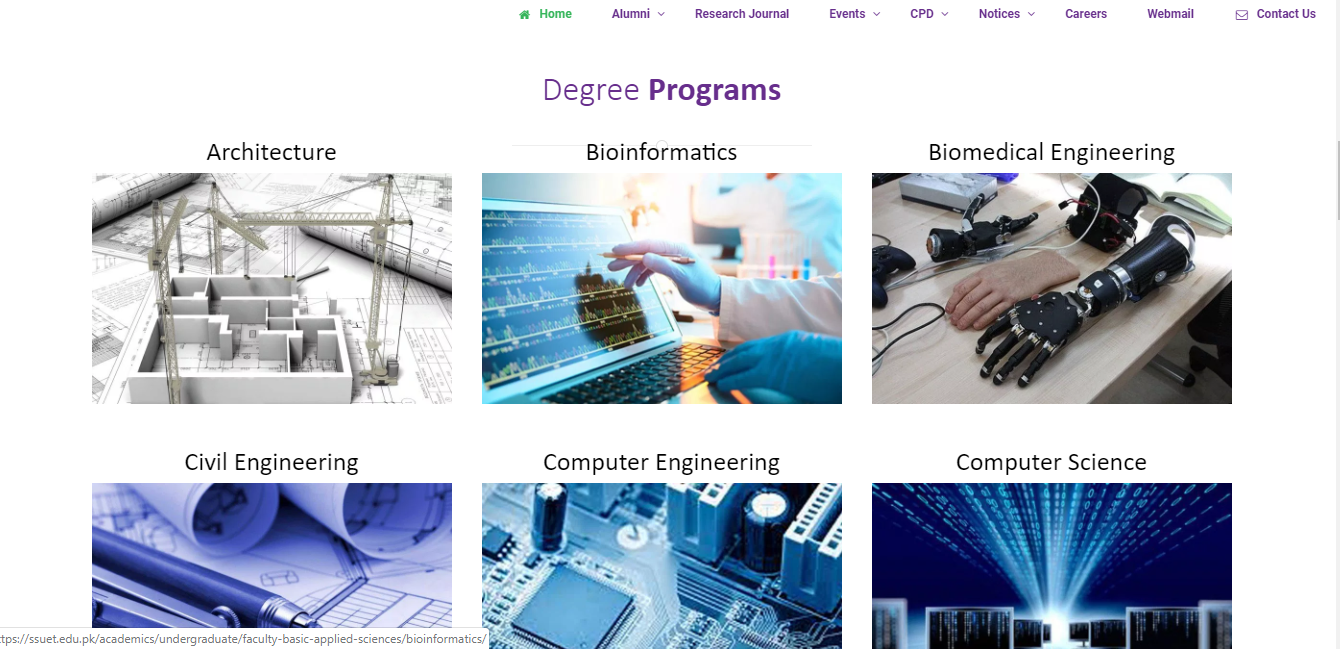 Home Alumni Research Journal Events CPD Notices Careers Webmail Contact Us
Degree Programs
Architecture Bioinformatics Biomedical Engineering
Civil Engineering Computer Engineering Computer Science
ttps://ssuet.edu.pk/academics/undergraduate/faculty-basic-applied-sciences/bioinformatics/